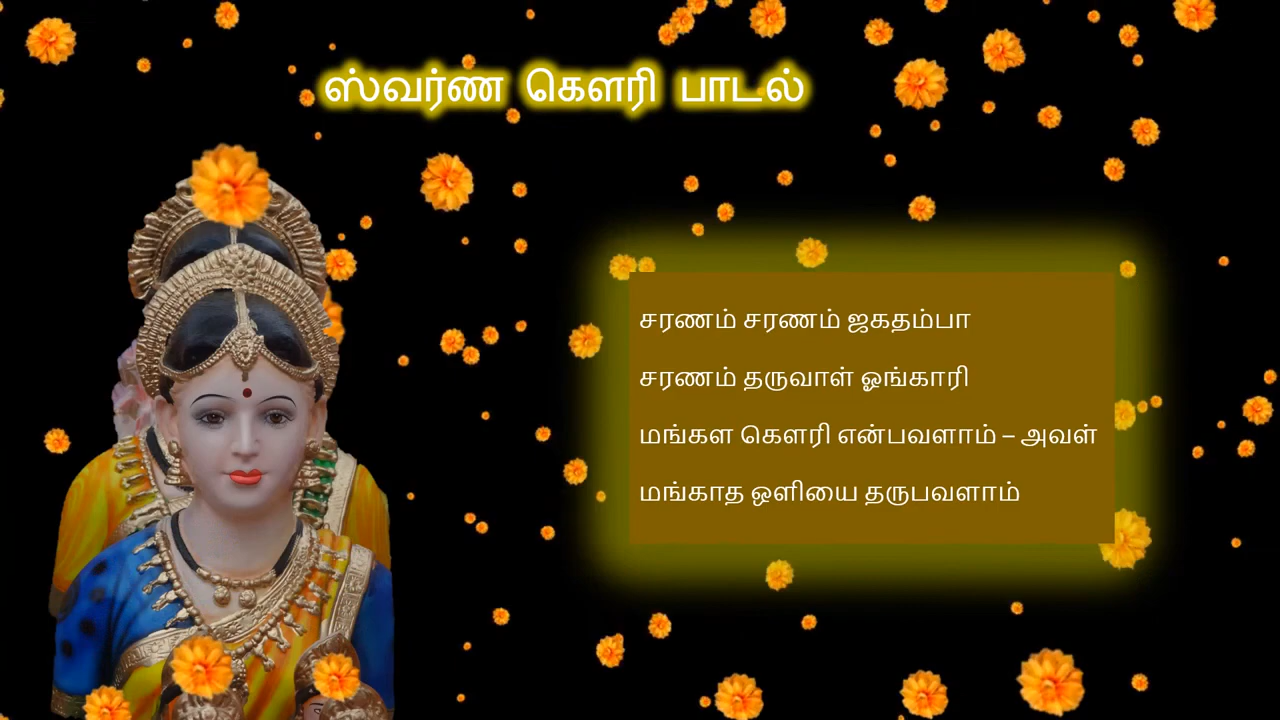 ஸ்வர்ண கௌரி பாடல்
சரணம் சரணம் ஜகதம்பா
சரணம் தருவாள் ஓங்காரி
மங்கள கௌரி என்பவளாம் – அவள்
மங்காத ஒளியை தருபவளாம்